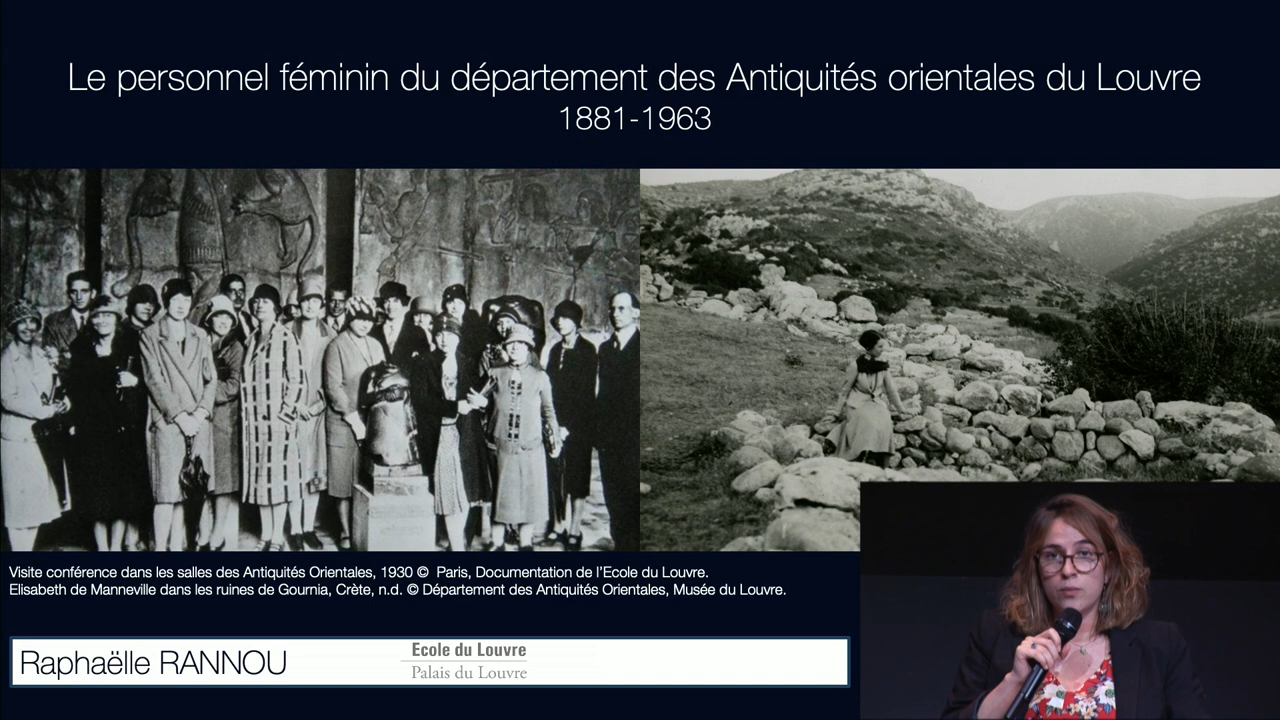 Le personnel féminin du département des Antiquités orientales du Louvre
1881-1963
Visite conférence dans les salles des Antiquités Orientales, 1930 © Paris, Documentation de l’Ecole du Louvre.
Elisabeth de Manneville dans les ruines de Gournia, Crète, n.d. © Département des Antiquités Orientales, Musée du Louvre.
Raphaëlle RANNOU
Ecole du Louvre
Palais du Louvre